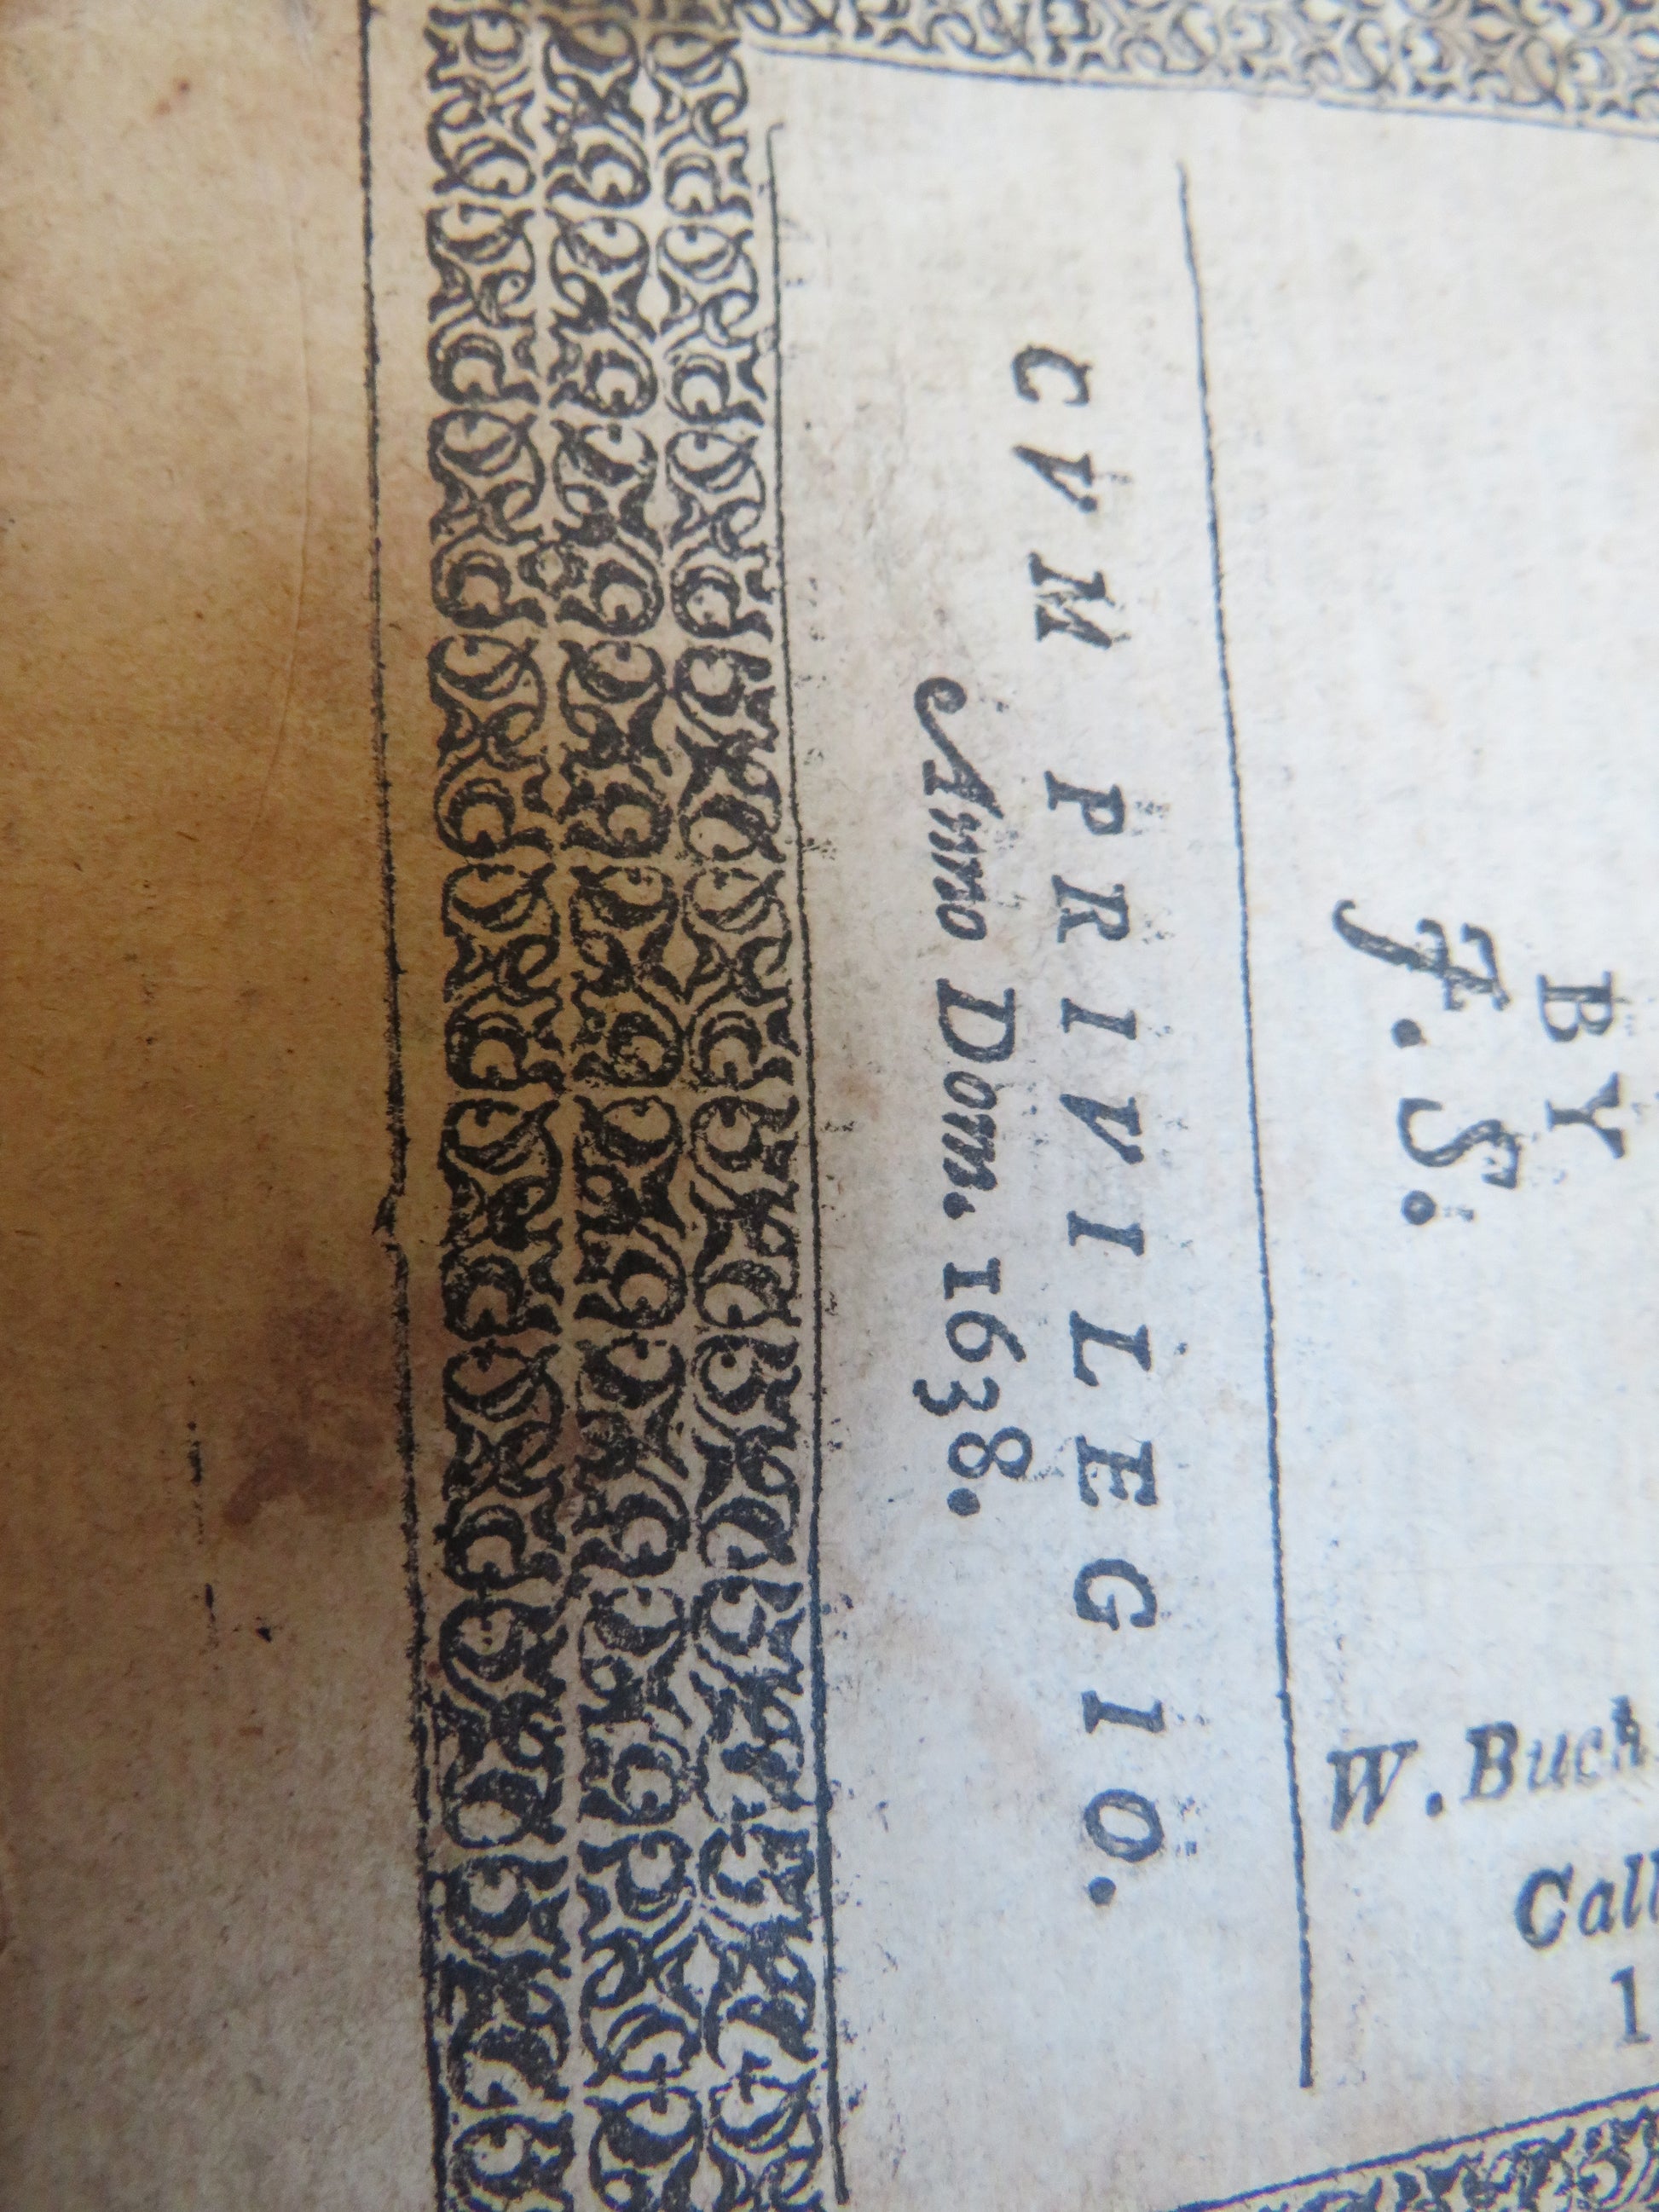 BY
J. S.
CVM PRIVILEGIO.
Anno Dom. 1638.
W. Buch
Call
1